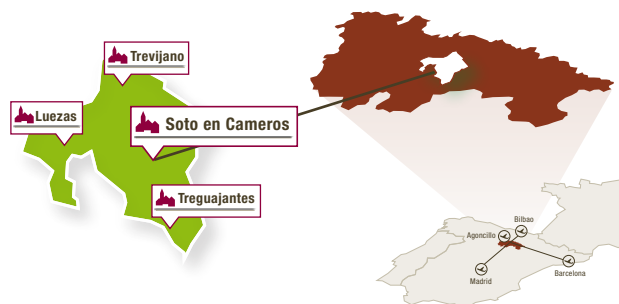 Trevijano
Luezas
Soto en Cameros
Treguajantes
Bilbao
Agoncillo
Madrid
Barcelona